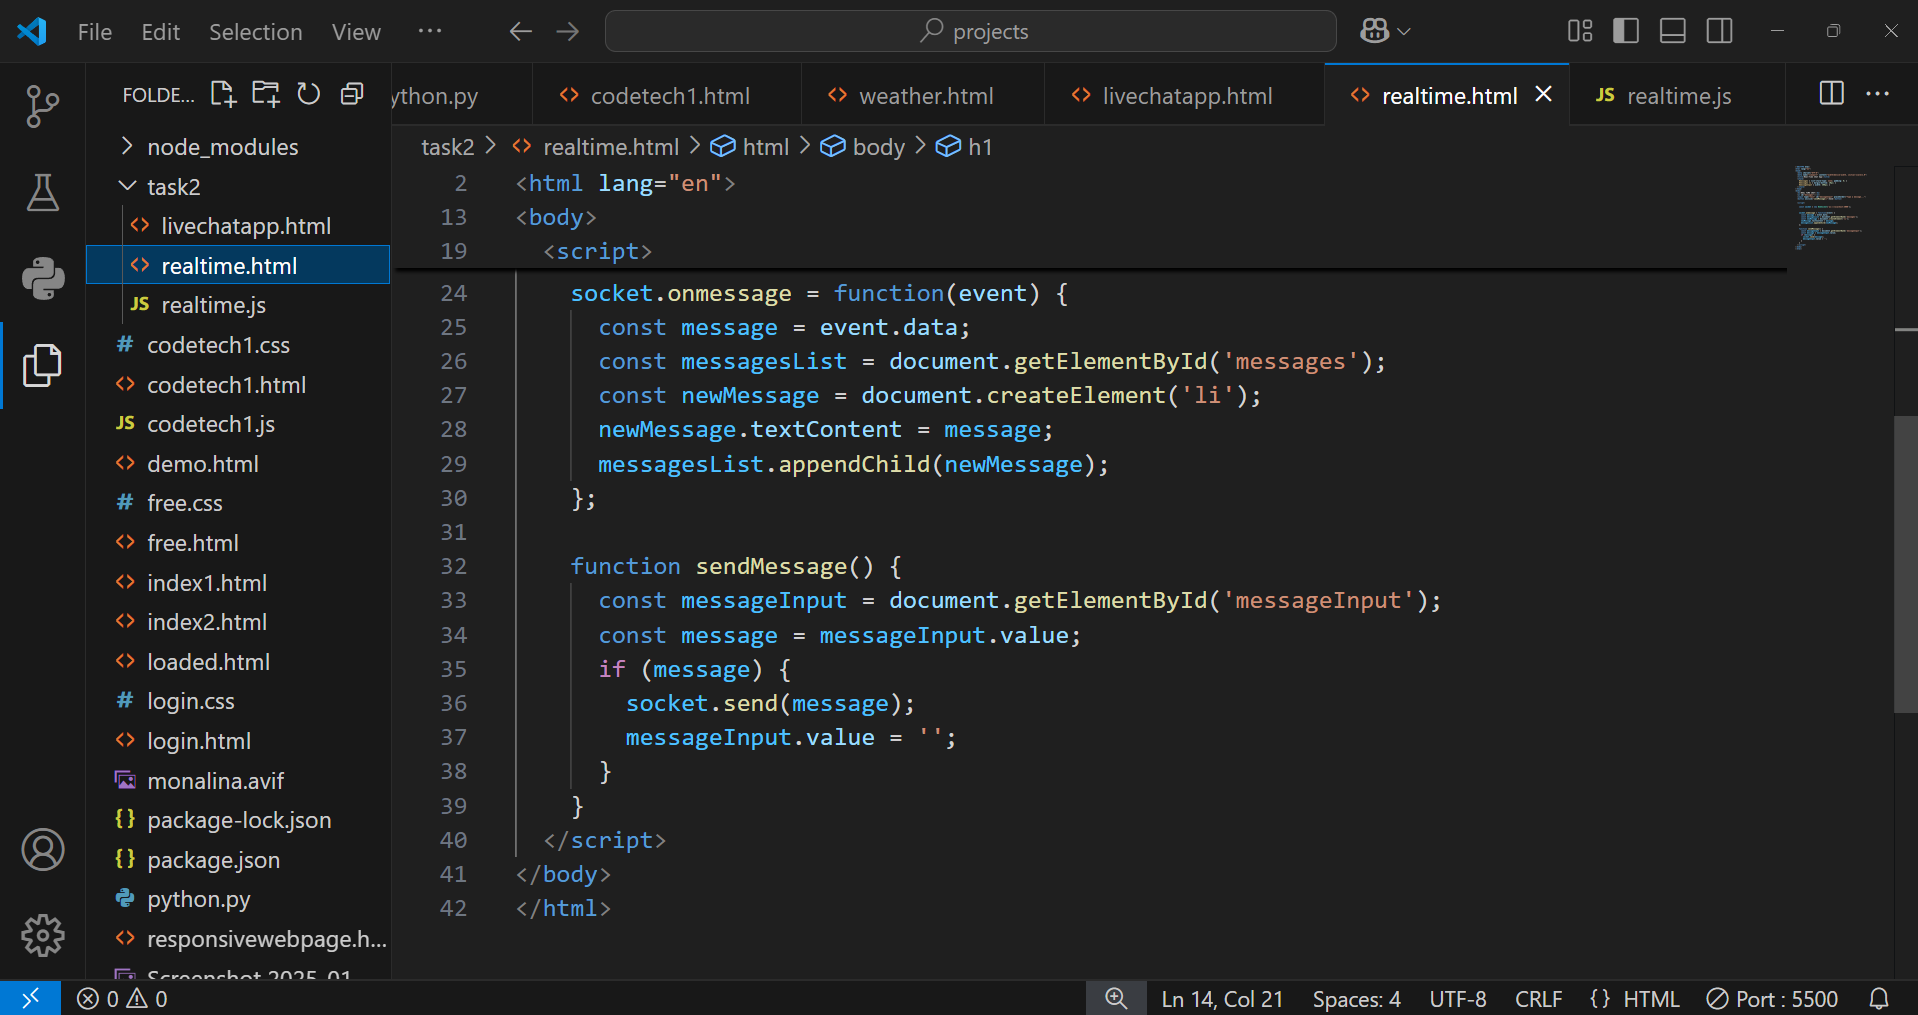 File Edit Selection View ··· projects
FOLDE...
ython.py codetech1.html weather.html livechatapp.html realtime.html JS realtime.js ···
task2 > realtime.html > html > body > h1
node_modules
task2
livechatapp.html
realtime.html
JS realtime.js
# codetech1.css
codetech1.html
JS codetech1.js
demo.html
# free.css
free.html
index1.html
index2.html
loaded.html
# login.css
login.html
monalina.avif
{} package-lock.json
{} package.json
python.py
responsivewebpage.h...
Screenshot 2025-01
2 <html lang="en">
13 <body>
19 <script>
24 socket.onmessage = function(event) {
25 const message = event.data;
26 const messagesList = document.getElementById('messages');
27 const newMessage = document.createElement('li');
28 newMessage.textContent = message;
29 messagesList.appendChild(newMessage);
30 };
31
32 function sendMessage() {
33 const messageInput = document.getElementById('messageInput');
34 const message = messageInput.value;
35 if (message) {
36 socket.send(message);
37 messageInput.value = '';
38 }
39 }
40 </script>
41 </body>
42 </html>
0 0 Ln 14, Col 21 Spaces: 4 UTF-8 CRLF {} HTML Port : 5500